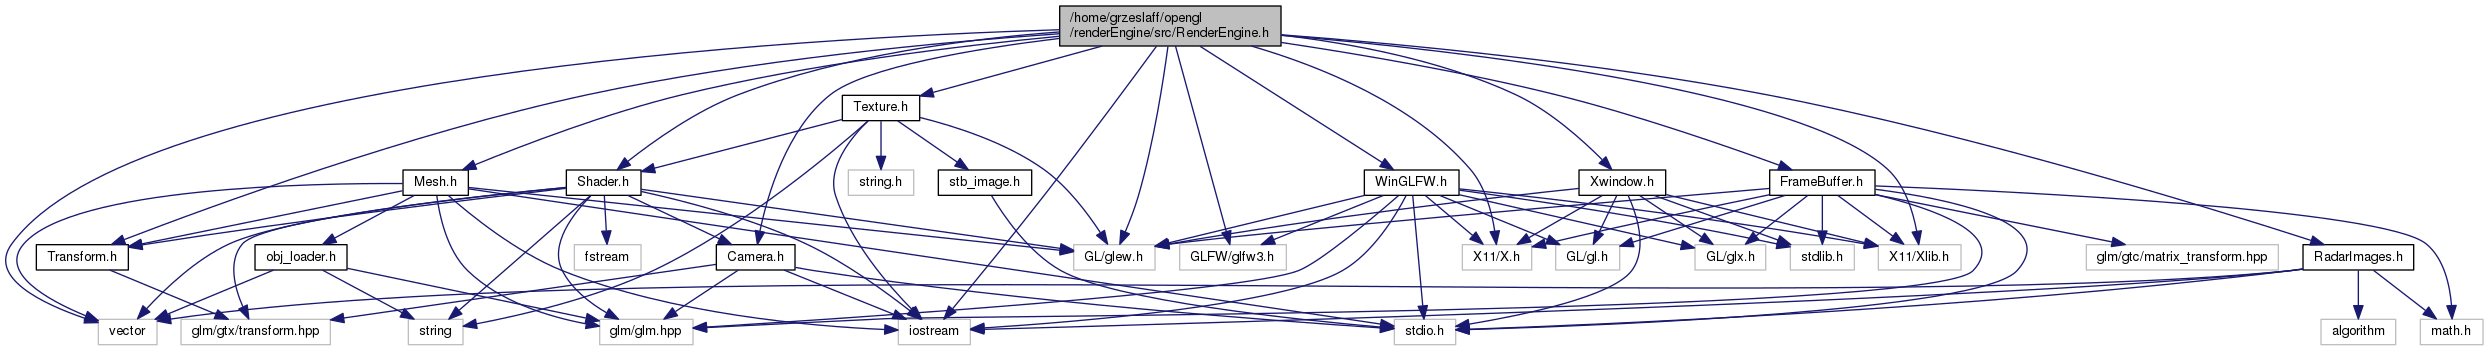 /home/grzeslaff/opengl
/renderEngine/src/RenderEngine.h
Texture.h
Mesh.h
Shader.h
string.h
stb_image.h
WinGLFW.h
Xwindow.h
FrameBuffer.h
Transform.h
obj_loader.h
fstream
Camera.h
GL/glew.h
GLFW/glfw3.h
X11/X.h
GL/gl.h
GL/glx.h
stdlib.h
X11/Xlib.h
glm/gtc/matrix_transform.hpp
RadarImages.h
vector
glm/gtx/transform.hpp
string
glm/glm.hpp
iostream
stdio.h
algorithm
math.h